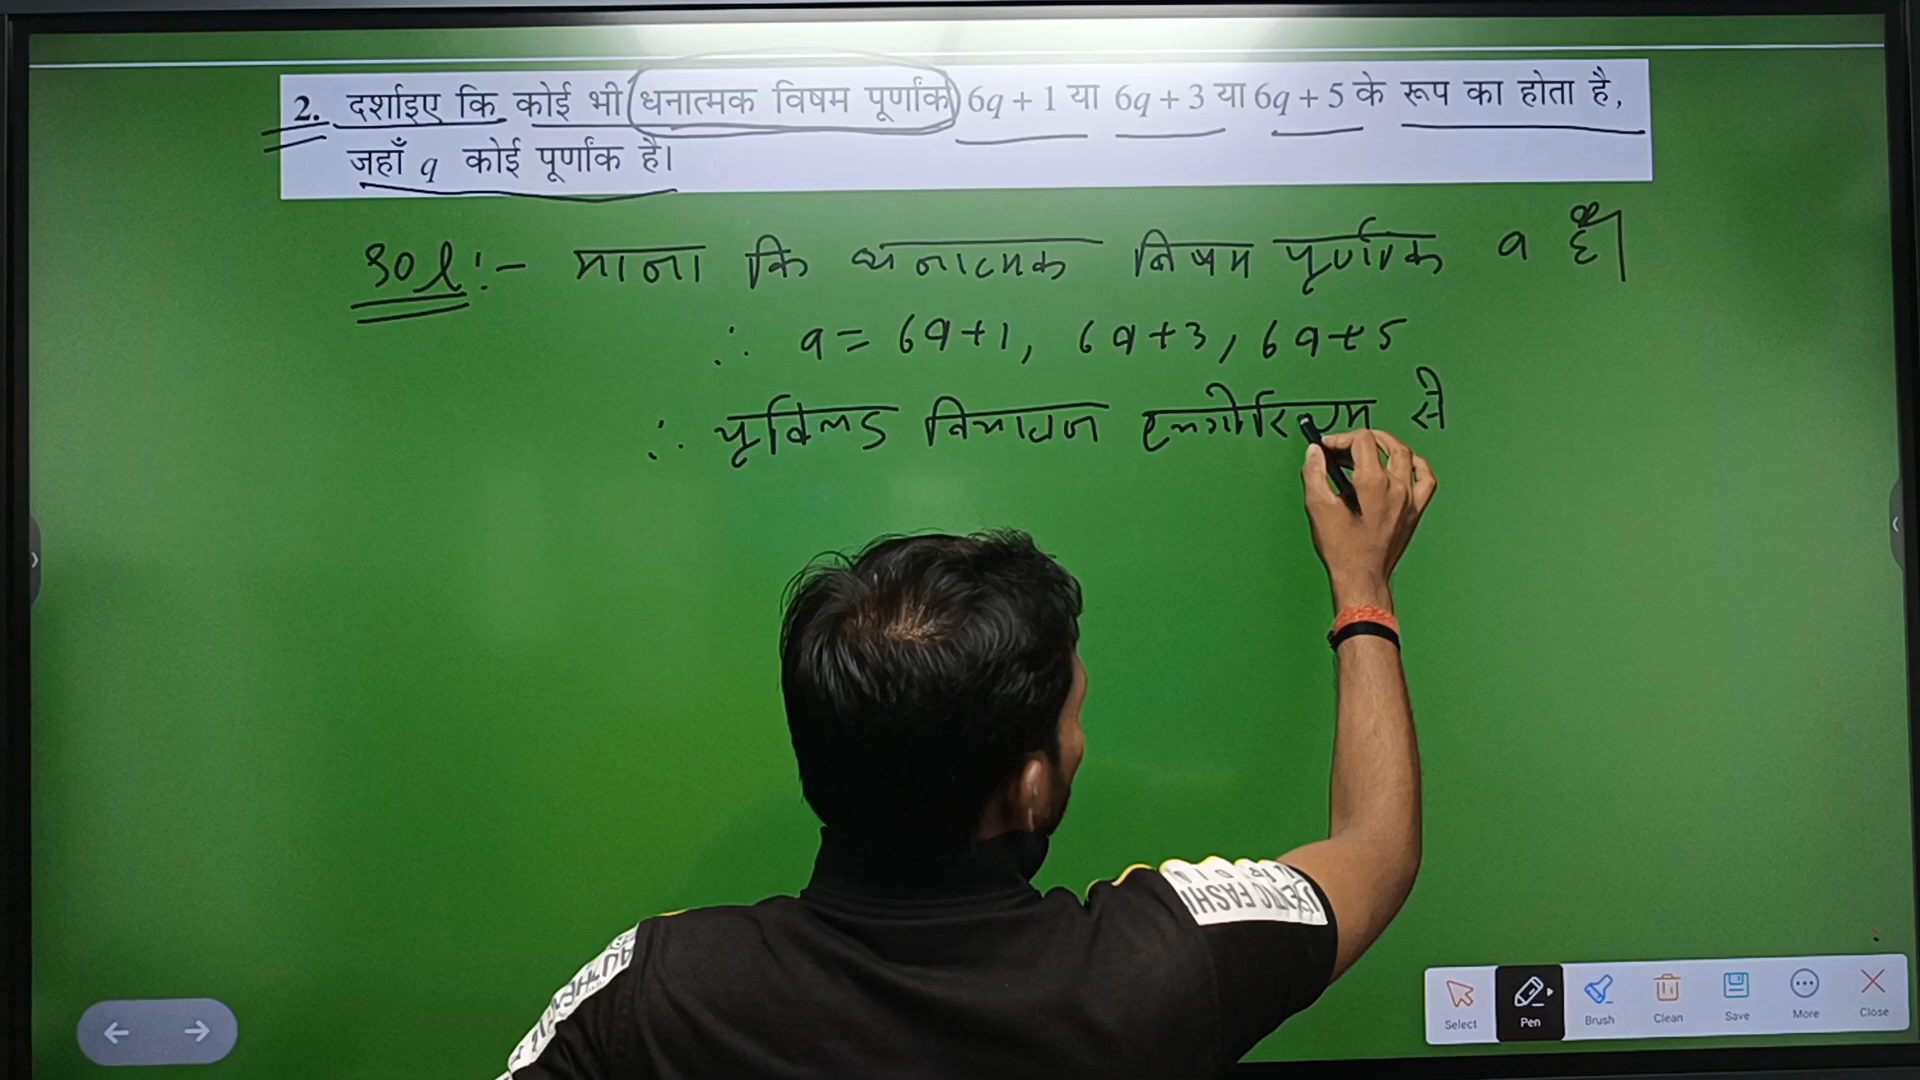 2. दर्शाइए कि कोई भी धनात्मक विषम पूर्णांक 6q + 1 या 6q + 3 या 6q + 5 के रूप का होता है,
जहाँ q कोई पूर्णांक है।
Sol:- माना कि धनात्मक विषम पूर्णांक a है।
∴ a = 6q+1, 6q+3, 6q+5
∴ यूक्लिड विभाजन एल्गोरिथ्म से
Select Pen Brush Clean Save More Close